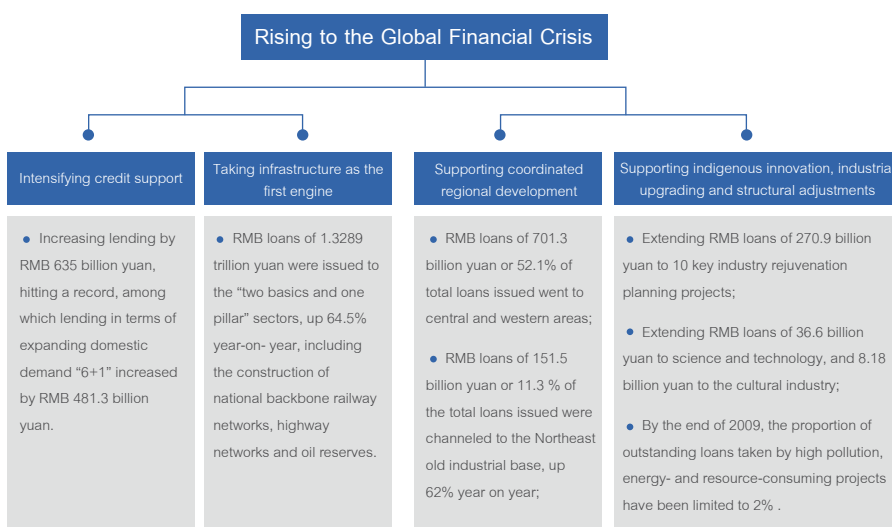 Rising to the Global Financial Crisis
Intensifying credit support
● Increasing lending by
RMB 635 billion yuan,
hitting a record, among
which lending in terms of
expanding domestic
demand “6+1” increased
by RMB 481.3 billion
yuan.
Taking infrastructure as the
first engine
● RMB loans of 1.3289
trillion yuan were issued to
the “two basics and one
pillar” sectors, up 64.5%
year-on- year, including
the construction of
national backbone railway
networks, highway
networks and oil reserves.
Supporting coordinated
regional development
● RMB loans of 701.3
billion yuan or 52.1% of
total loans issued went to
central and western areas;
● RMB loans of 151.5
billion yuan or 11.3 % of
the total loans issued were
channeled to the Northeast
old industrial base, up
62% year on year;
Supporting indigenous innovation, industria
upgrading and structural adjustments
● Extending RMB loans of 270.9 billion
yuan to 10 key industry rejuvenation
planning projects;
● Extending RMB loans of 36.6 billion
yuan to science and technology, and 8.18
billion yuan to the cultural industry;
● By the end of 2009, the proportion of
outstanding loans taken by high pollution,
energy- and resource-consuming projects
have been limited to 2% .